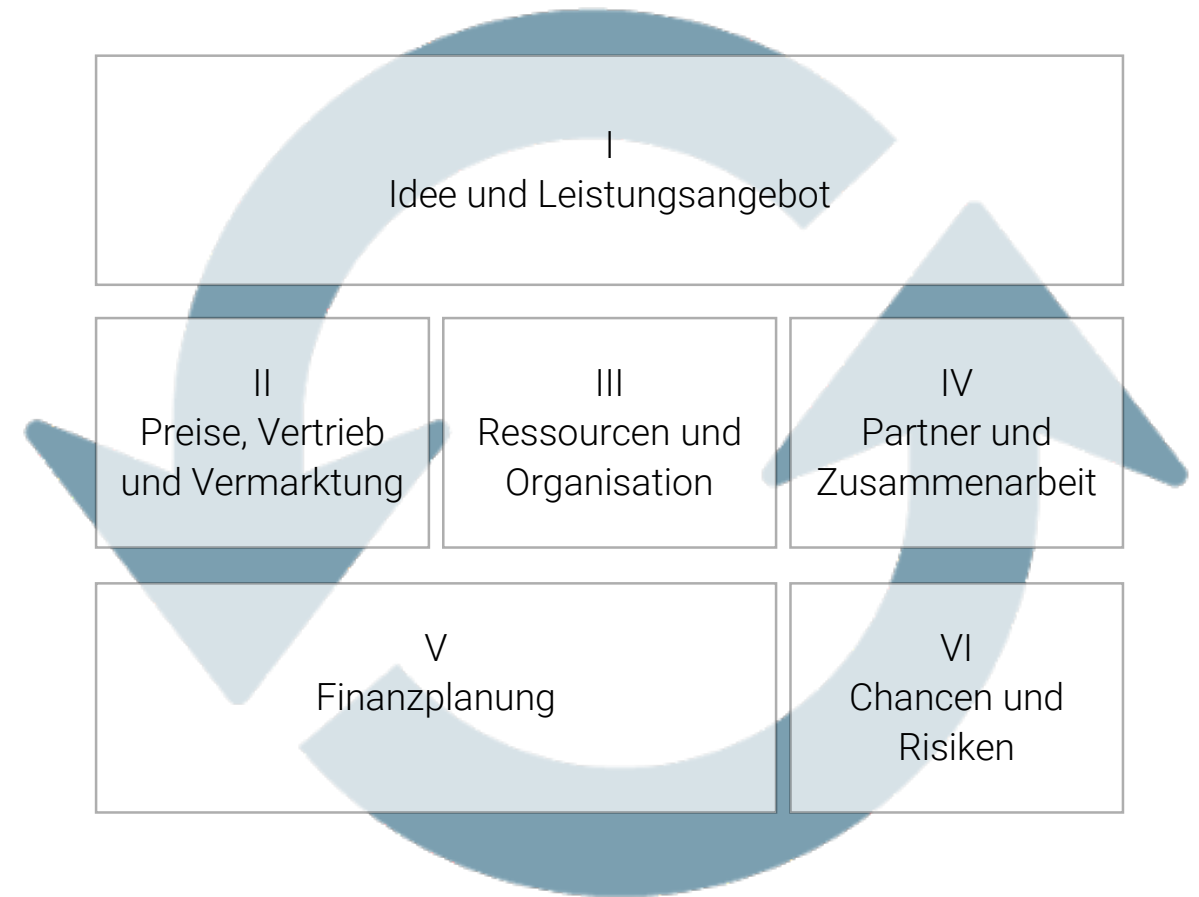 I
Idee und Leistungsangebot
II
Preise, Vertrieb
und Vermarktung
III
Ressourcen und
Organisation
IV
Partner und
Zusammenarbeit
V
Finanzplanung
VI
Chancen und
Risiken